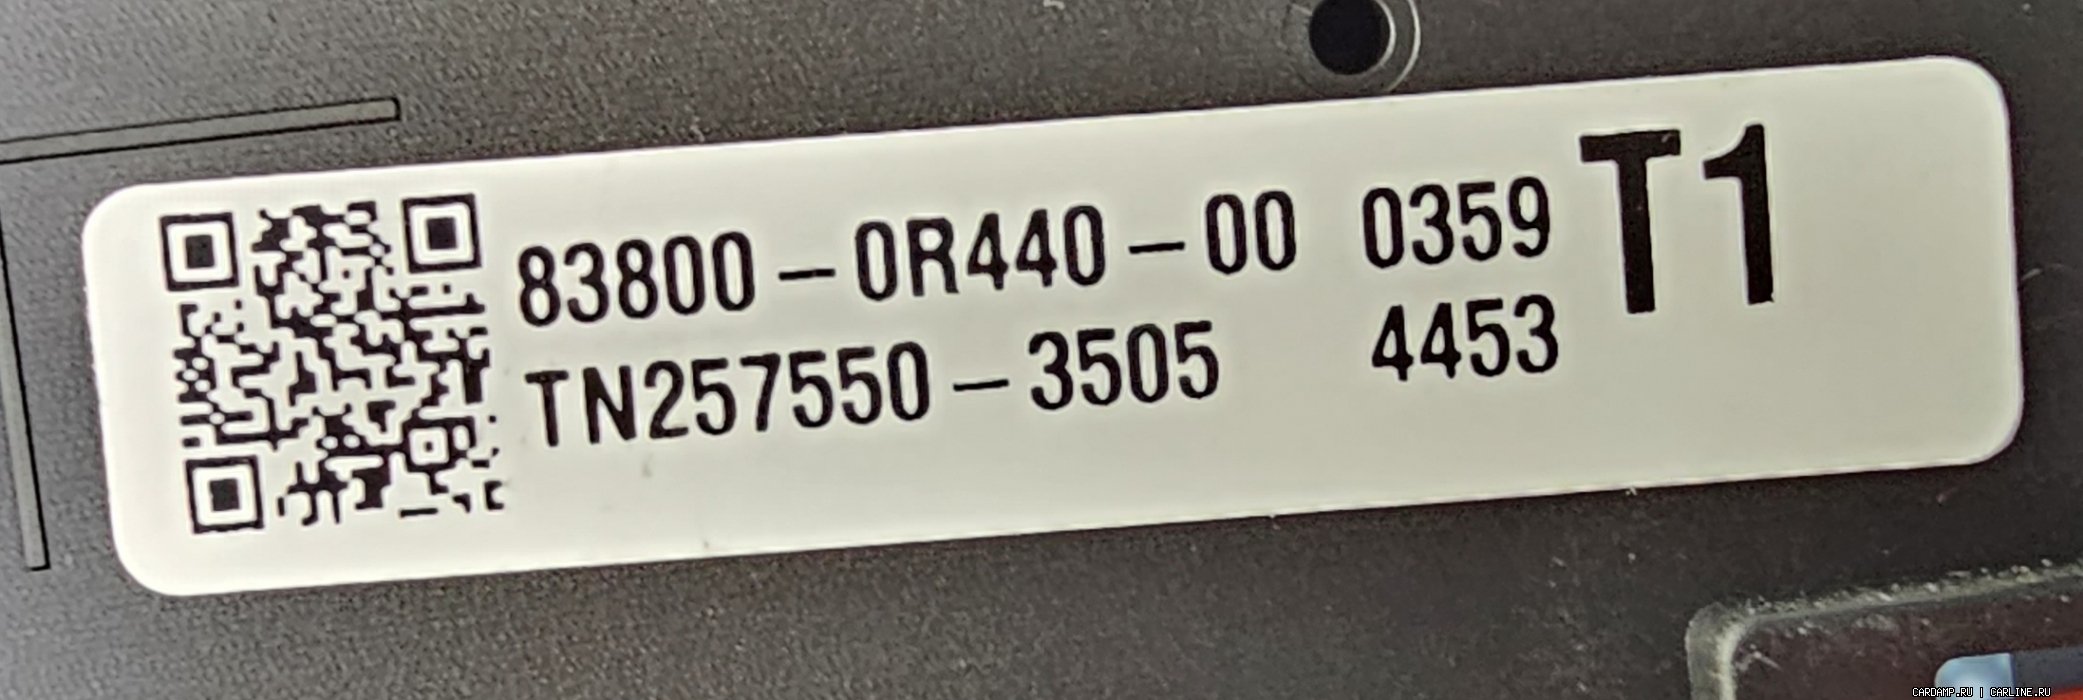 83800-0R440-00 0359 T1
TN257550-3505 4453
CARDAMP.RU | CARLINE.RU